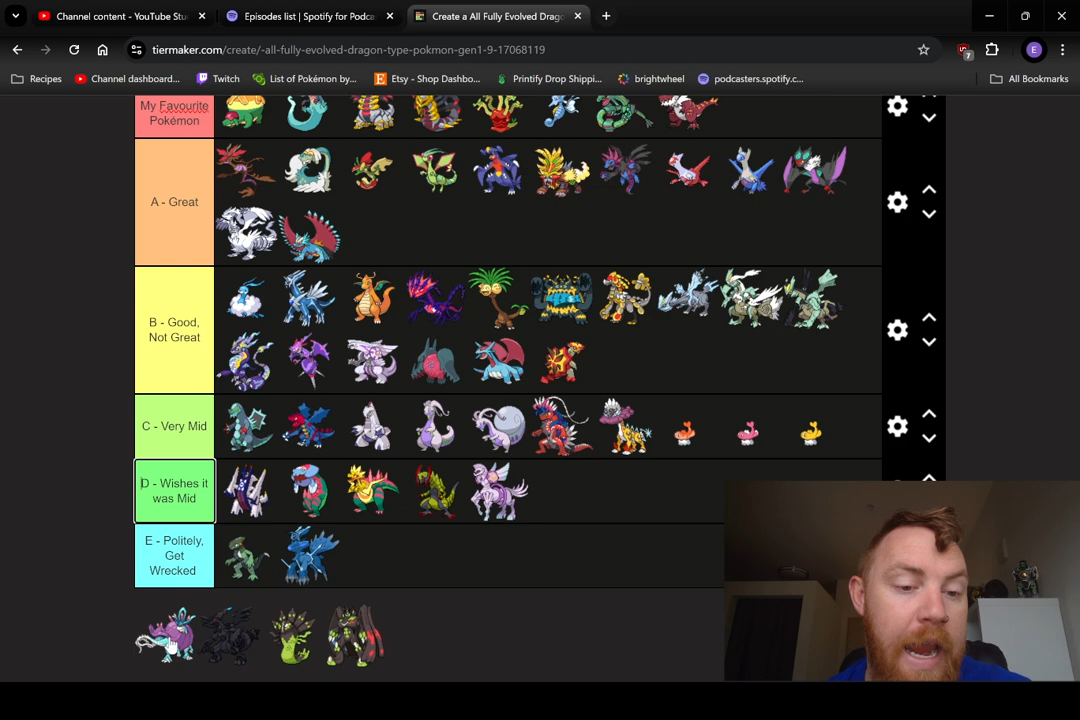 Channel content - YouTube Stu
Episodes list | Spotify for Podca
Create a All Fully Evolved Drago
tiermaker.com/create/-all-fully-evolved-dragon-type-pokmon-gen1-9-17068119
E
7
Recipes
Channel dashboard...
Twitch
List of Pokémon by...
Etsy - Shop Dashbo...
Printify Drop Shippi...
brightwheel
podcasters.spotify.c...
All Bookmarks
My Favourite
Pokémon
A - Great
B - Good,
Not Great
C - Very Mid
D - Wishes it
was Mid
E - Politely,
Get
Wrecked